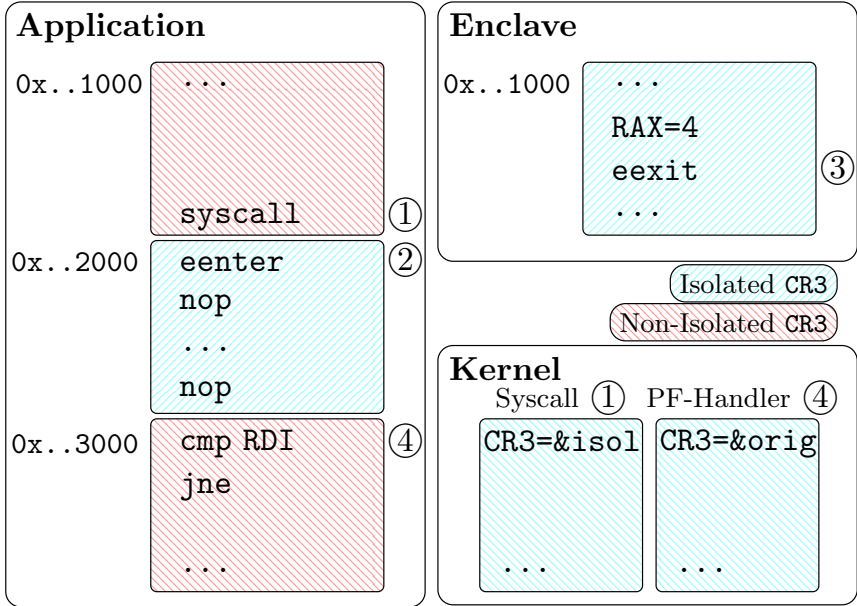 Application
0x..1000
...
syscall
①
0x..2000
eenter
②
nop
...
nop
0x..3000
cmp RDI
④
jne
...
Enclave
0x..1000
...
RAX=4
eexit
③
...
Isolated CR3
Non-Isolated CR3
Kernel
Syscall ①
PF-Handler ④
CR3=&isol
CR3=&orig
...
...